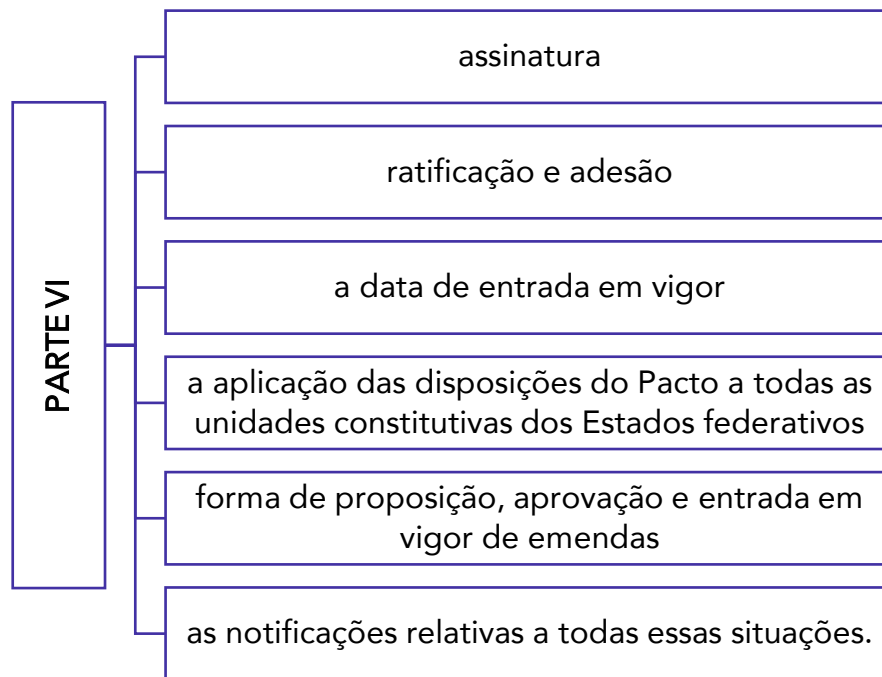 PARTE VI
assinatura
ratificação e adesão
a data de entrada em vigor
a aplicação das disposições do Pacto a todas as
unidades constitutivas dos Estados federativos
forma de proposição, aprovação e entrada em
vigor de emendas
as notificações relativas a todas essas situações.